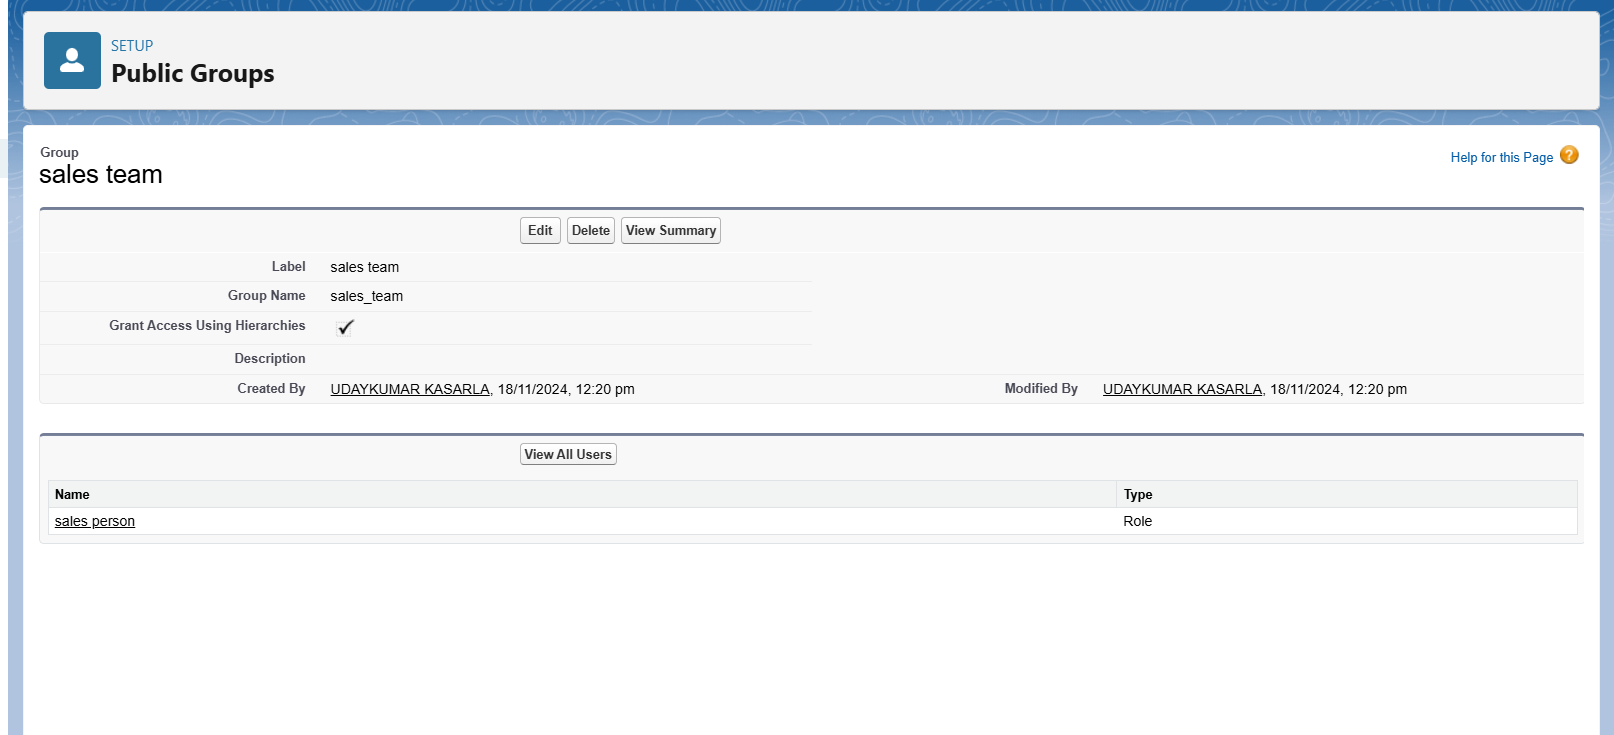 SETUP
Public Groups
Group
sales team
Help for this Page ?
Edit Delete View Summary
Label sales team
Group Name sales_team
Grant Access Using Hierarchies
Description
Created By UDAYKUMAR KASARLA, 18/11/2024, 12:20 pm Modified By UDAYKUMAR KASARLA, 18/11/2024, 12:20 pm
View All Users
Name Type
sales person Role